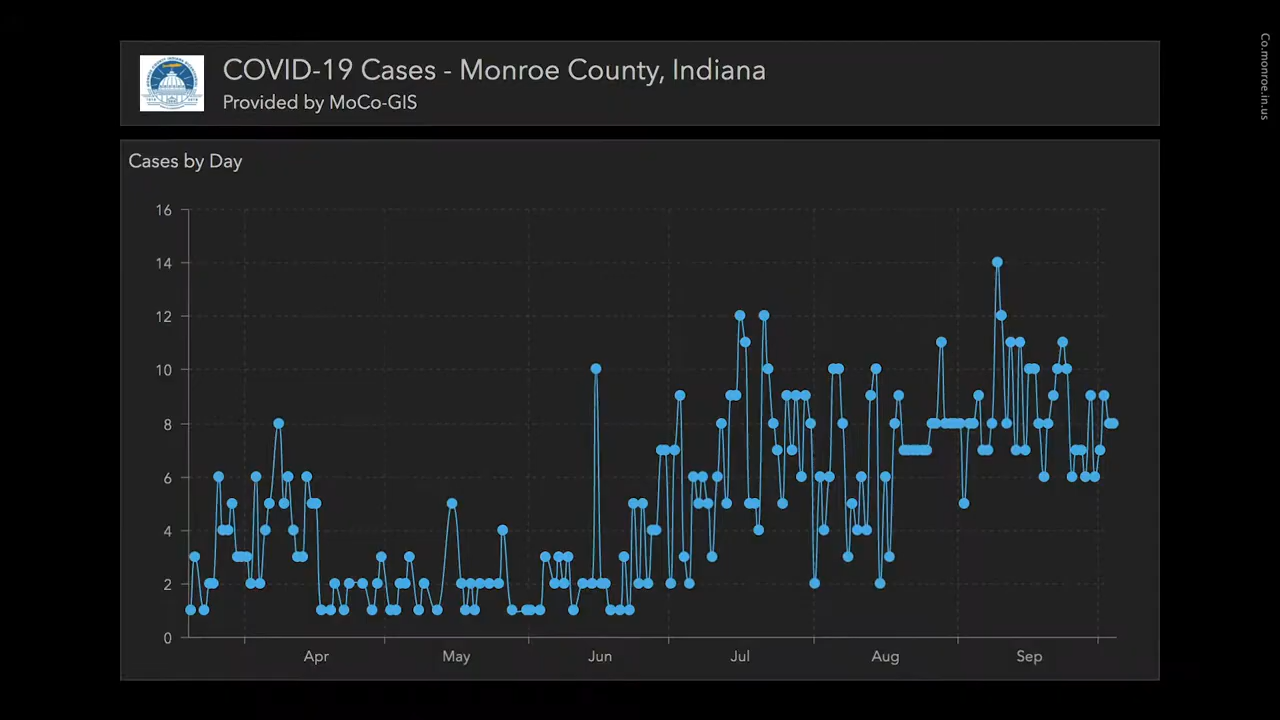 COVID-19 Cases - Monroe County, Indiana
Provided by MoCo-GIS
Co.monroe.in.us
Cases by Day
16
14
12
10
8
6
4
2
0
Apr
May
Jun
Jul
Aug
Sep